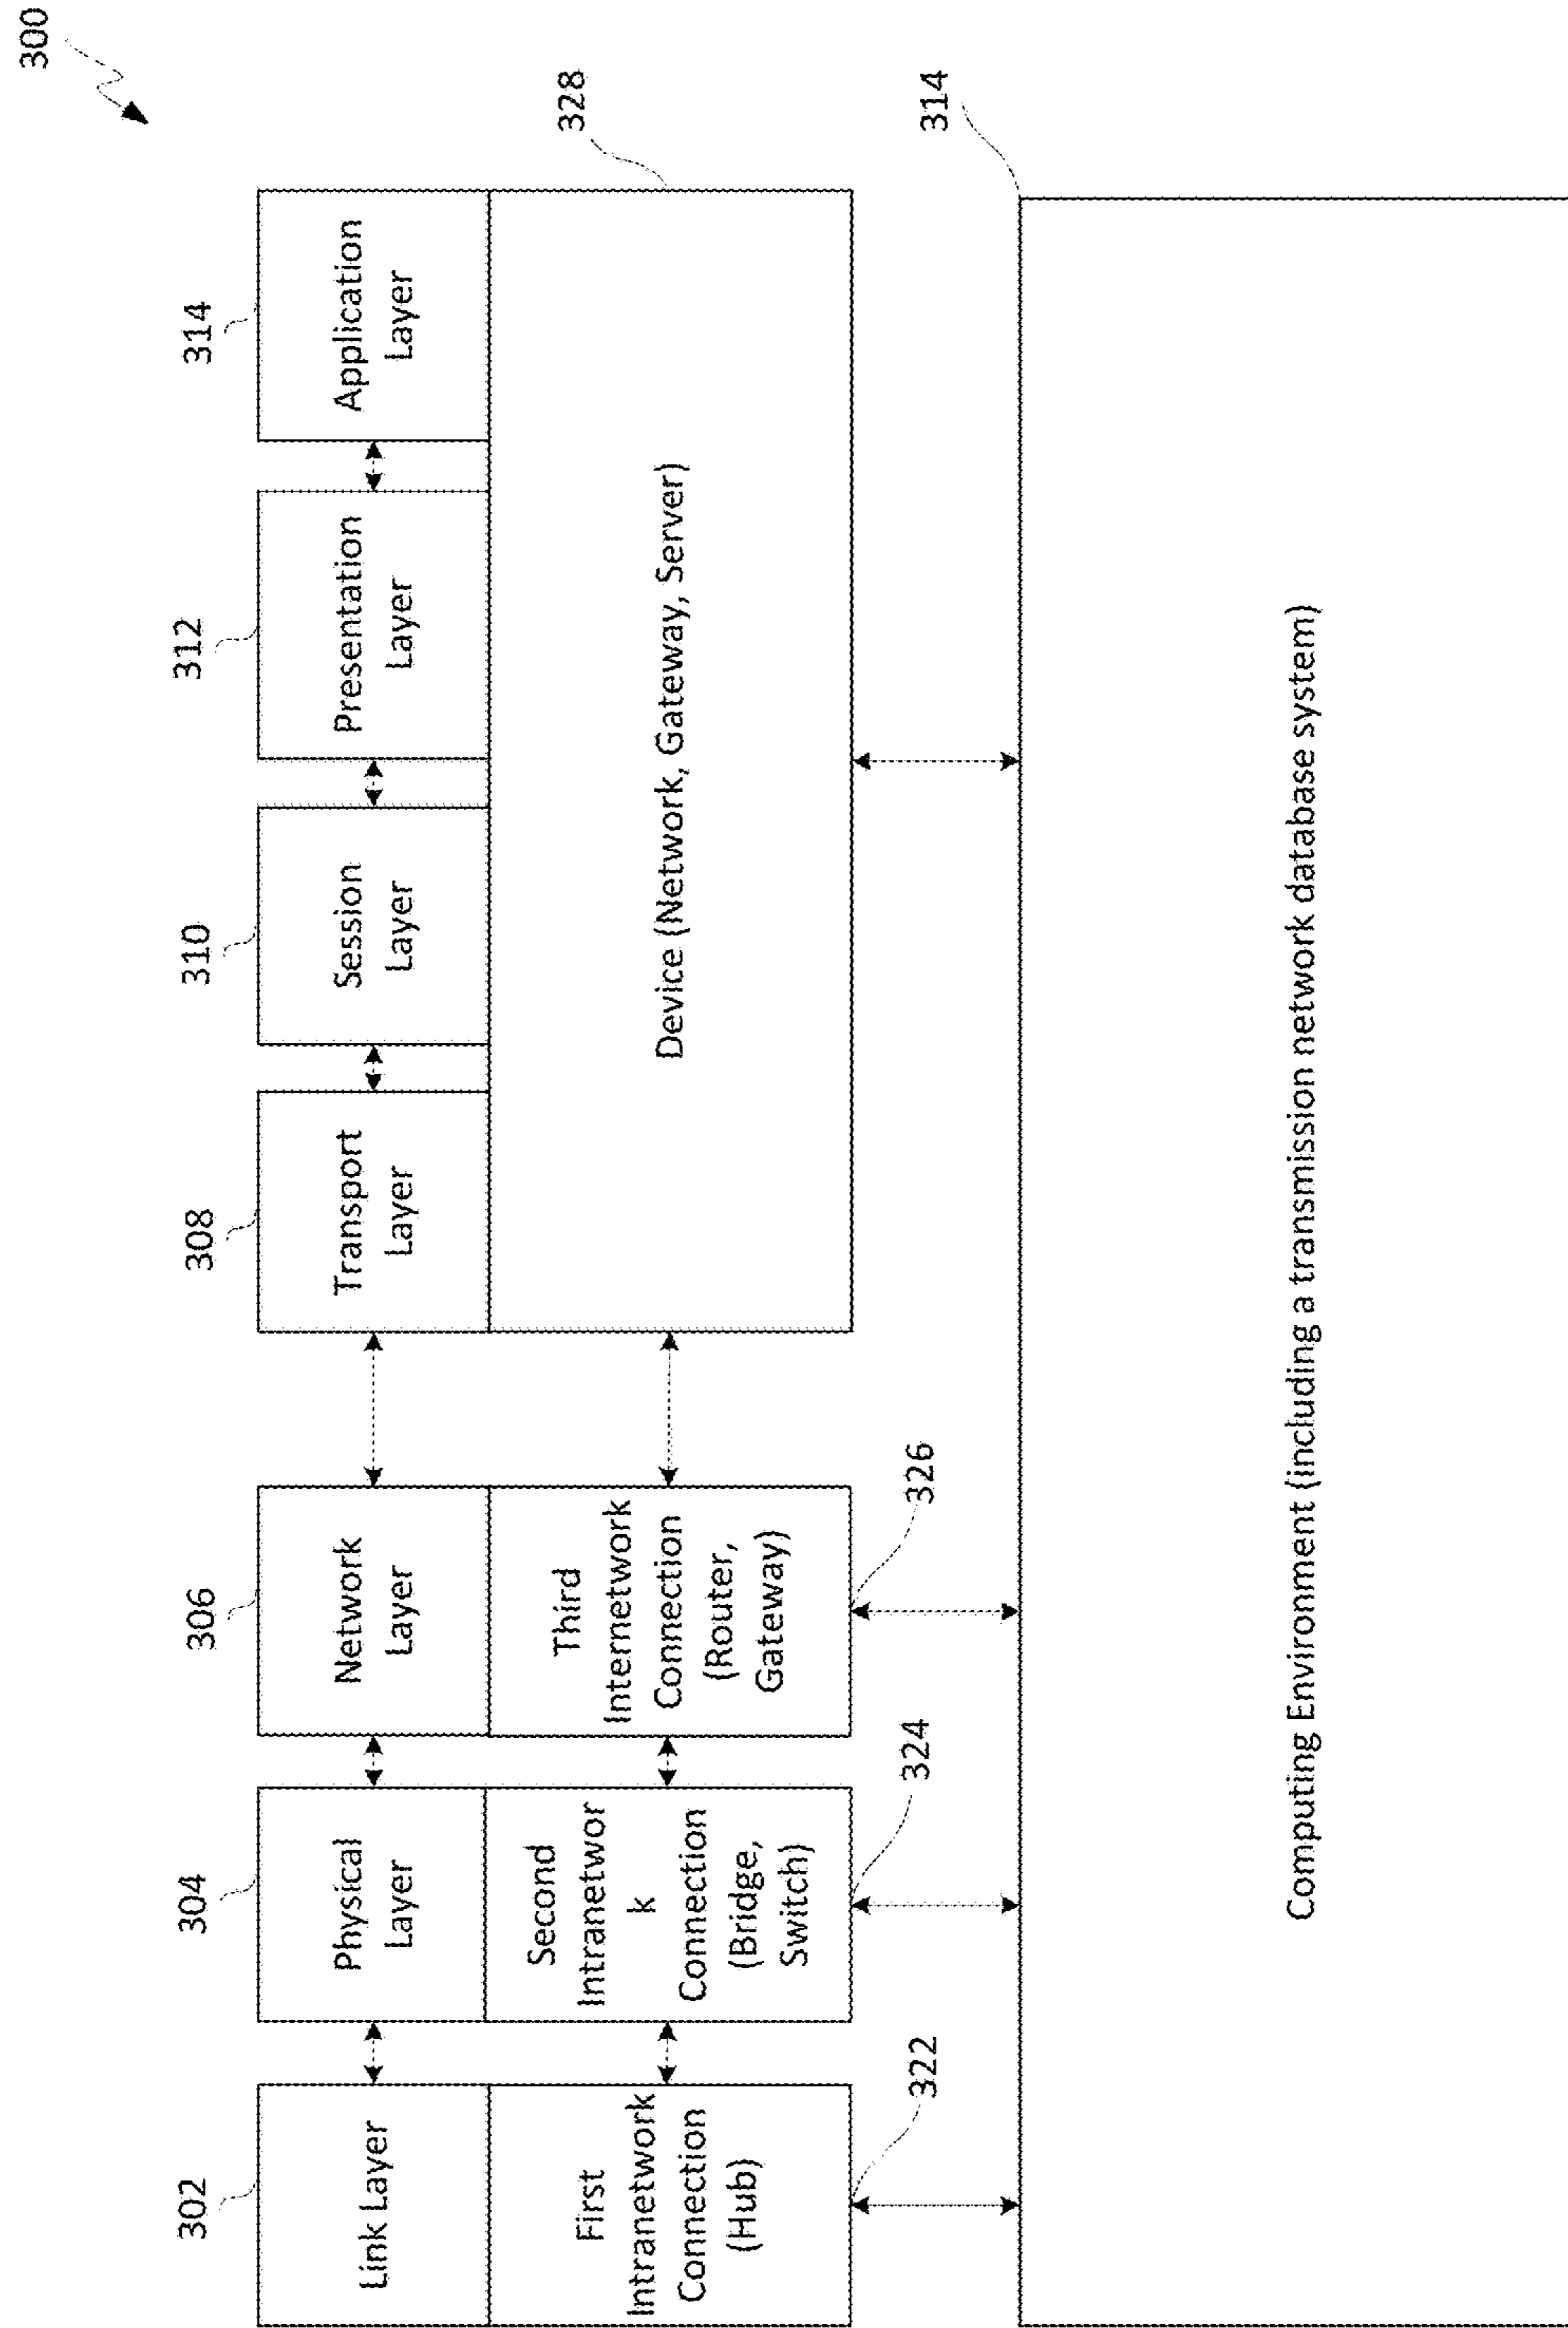 300
302
304
306
308
310
312
314
Link Layer
Physical
Layer
Network
Layer
Transport
Layer
Session
Layer
Presentation
Layer
Application
Layer
First
Intranetwork
Connection
(Hub)
Second
Intranetwor
k
Connection
(Bridge,
Switch)
Third
Internetwork
Connection
(Router,
Gateway)
Device (Network, Gateway, Server)
328
322
324
326
314
Computing Environment (including a transmission network database system)